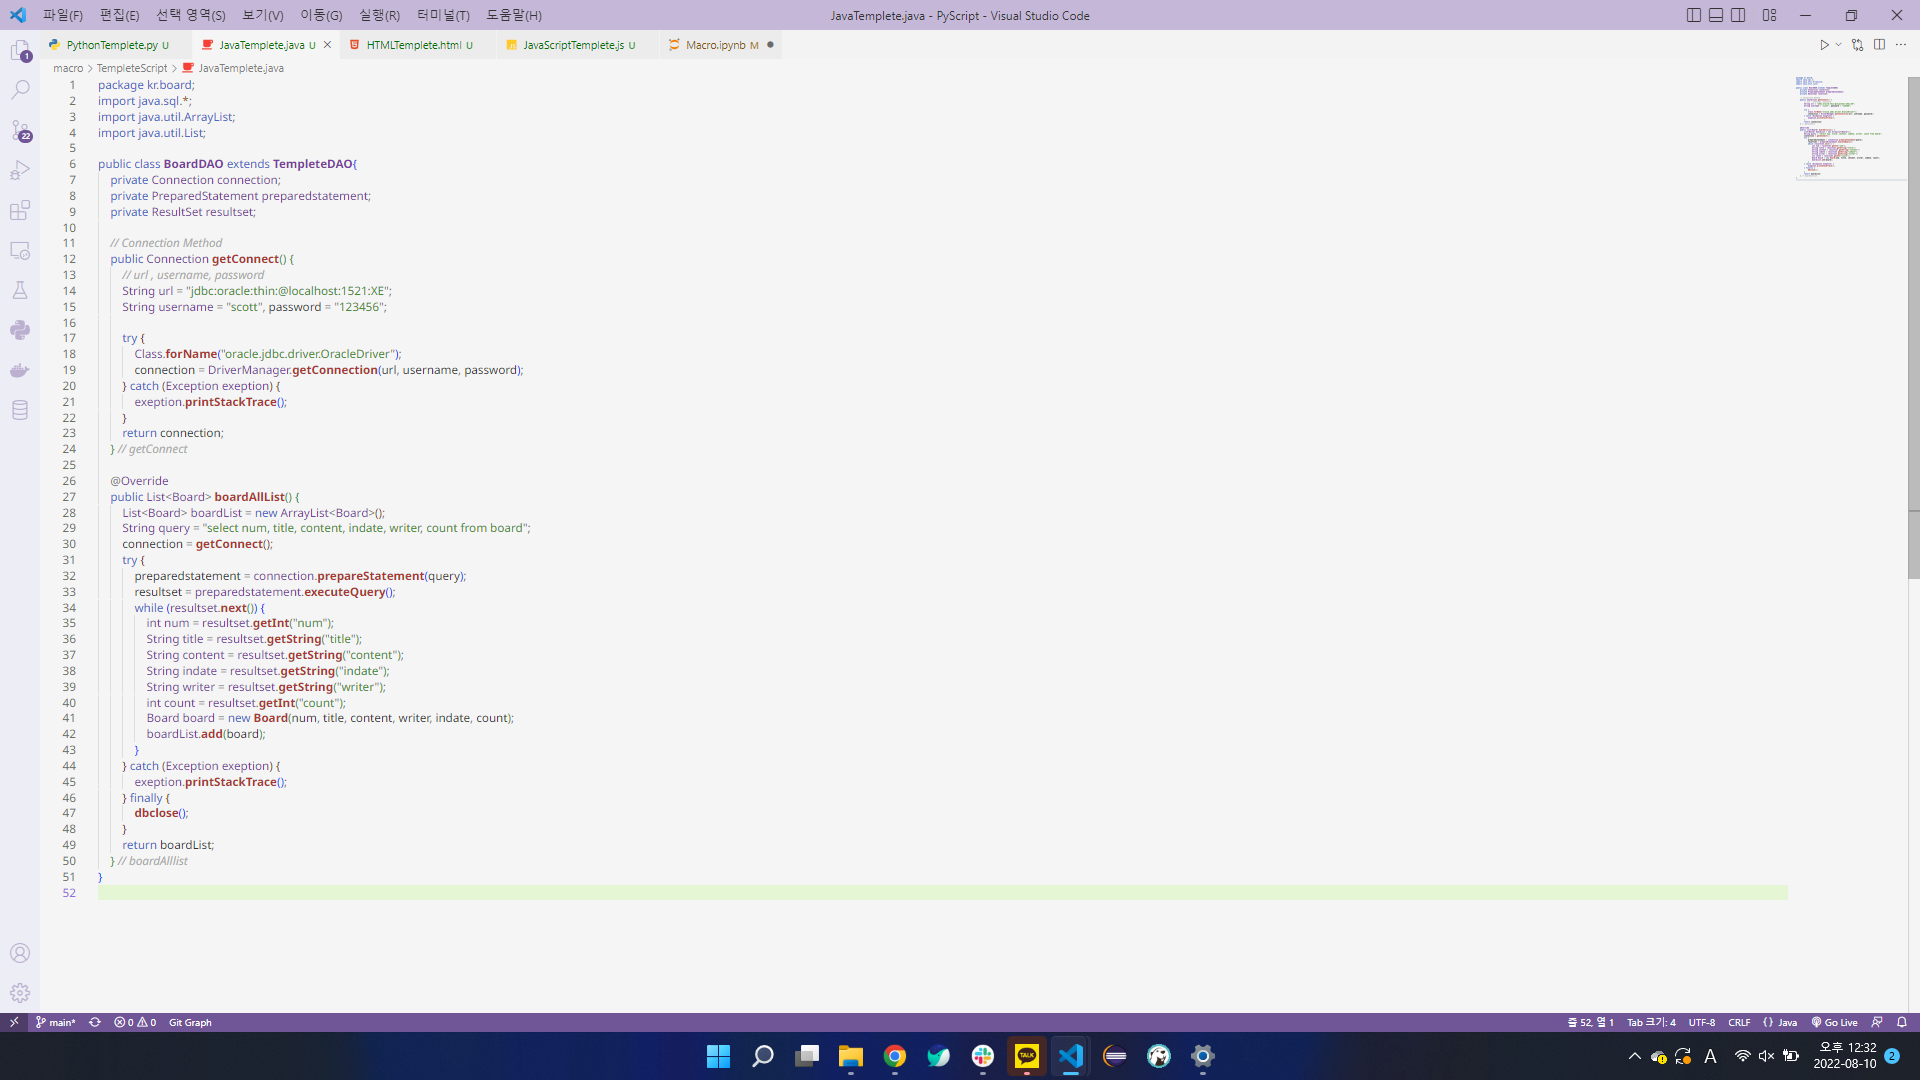 파일(F) 편집(E) 선택 영역(S) 보기(V) 이동(G) 실행(R) 터미널(T) 도움말(H) JavaTemplete.java - PyScript - Visual Studio Code
PythonTemplete.py U JavaTemplete.java U HTMLTemplete.html U JavaScriptTemplete.js U Macro.ipynb M
macro > TempleteScript > JavaTemplete.java
1 package kr.board;
2 import java.sql.*;
3 import java.util.ArrayList;
4 import java.util.List;
5
6 public class BoardDAO extends TempleteDAO{
7 private Connection connection;
8 private PreparedStatement preparedstatement;
9 private ResultSet resultset;
10
11 // Connection Method
12 public Connection getConnect() {
13 // url , username, password
14 String url = "jdbc:oracle:thin:@localhost:1521:XE";
15 String username = "scott", password = "123456";
16
17 try {
18 Class.forName("oracle.jdbc.driver.OracleDriver");
19 connection = DriverManager.getConnection(url, username, password);
20 } catch (Exception exeption) {
21 exeption.printStackTrace();
22 }
23 return connection;
24 } // getConnect
25
26 @Override
27 public List<Board> boardAllList() {
28 List<Board> boardList = new ArrayList<Board>();
29 String query = "select num, title, content, indate, writer, count from board";
30 connection = getConnect();
31 try {
32 preparedstatement = connection.prepareStatement(query);
33 resultset = preparedstatement.executeQuery();
34 while (resultset.next()) {
35 int num = resultset.getInt("num");
36 String title = resultset.getString("title");
37 String content = resultset.getString("content");
38 String indate = resultset.getString("indate");
39 String writer = resultset.getString("writer");
40 int count = resultset.getInt("count");
41 Board board = new Board(num, title, content, writer, indate, count);
42 boardList.add(board);
43 }
44 } catch (Exception exeption) {
45 exeption.printStackTrace();
46 } finally {
47 dbclose();
48 }
49 return boardList;
50 } // boardAlllist
51 }
52
1
22
main* 0 0 Git Graph 줄 52, 열 1 Tab 크기: 4 UTF-8 CRLF {} Java Go Live
TALK
A 오후 12:32
2022-08-10 2